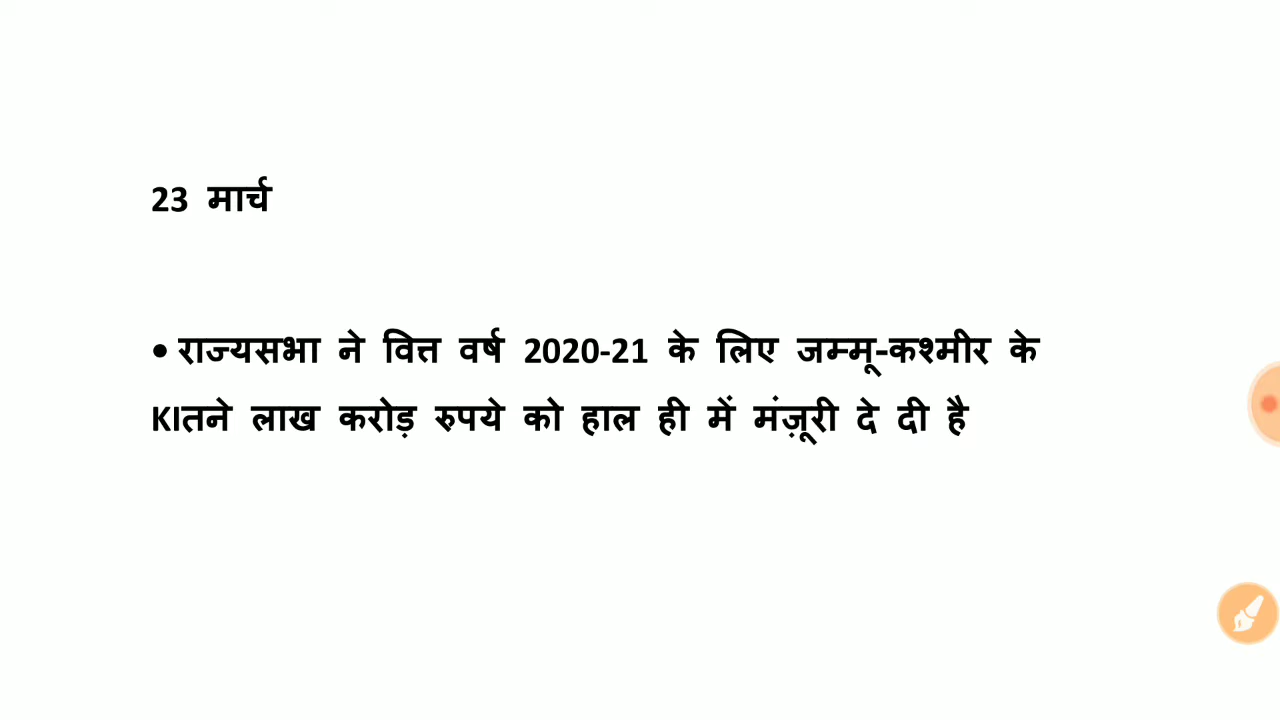 23 मार्च
• राज्यसभा ने वित्त वर्ष 2020-21 के लिए जम्मू-कश्मीर के
KIतने लाख करोड़ रुपये को हाल ही में मंज़ूरी दे दी है